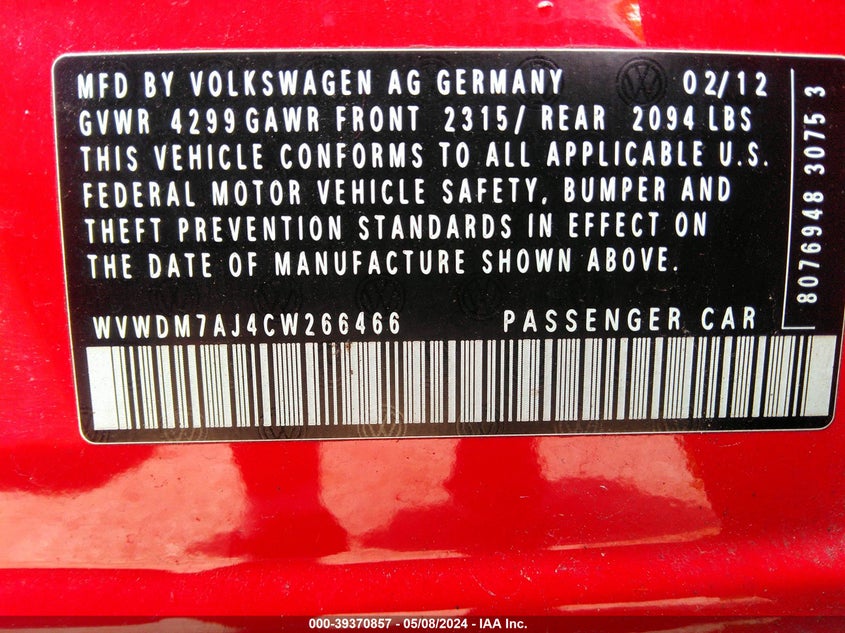 MFD BY VOLKSWAGEN AG GERMANY 02/12
GVWR 4299 GAWR FRONT 2315/ REAR 2094 LBS
THIS VEHICLE CONFORMS TO ALL APPLICABLE U.S.
FEDERAL MOTOR VEHICLE SAFETY, BUMPER AND
THEFT PREVENTION STANDARDS IN EFFECT ON
THE DATE OF MANUFACTURE SHOWN ABOVE.
WVWDM7AJ4CW266466 PASSENGER CAR
8076948 3075 3
000-39370857 - 05/08/2024 - IAA Inc.